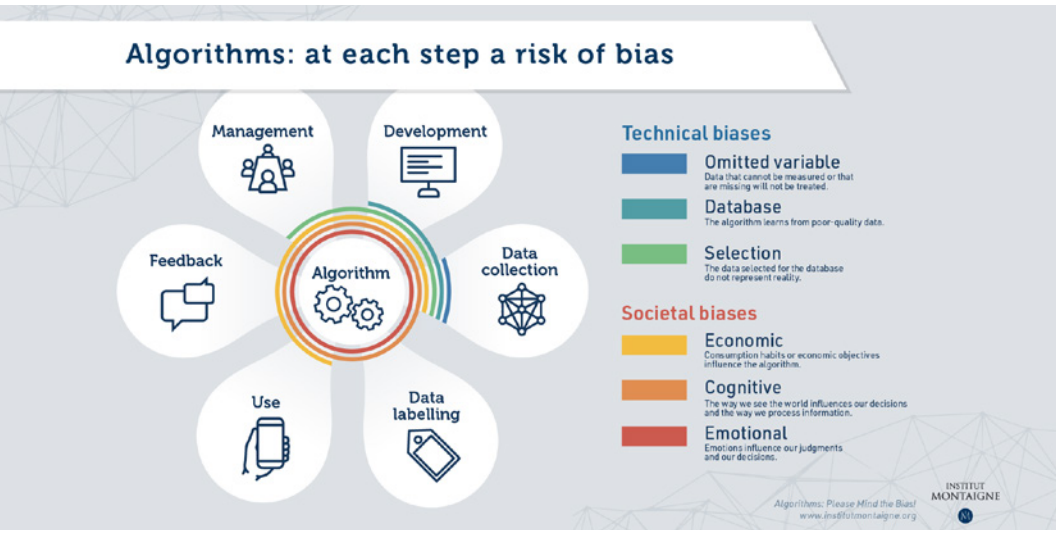 Algorithms: at each step a risk of bias
Management
Development
Feedback
Algorithm
Data
collection
Use
Data
labelling
Technical biases
Omitted variable
Data that cannot be measured or that
are missing will not be treated.
Database
The algorithm learns from poor-quality data.
Selection
The data selected for the database
do not represent reality.
Societal biases
Economic
Consumption habits or economic objectives
influence the algorithm.
Cognitive
The way we see the world influences our decisions
and the way we process information.
Emotional
Emotions influence our judgments
and our decisions.
Algorithms: Please Mind the Bias!
www.institutmontaigne.org
INSTITUT
MONTAIGNE
M